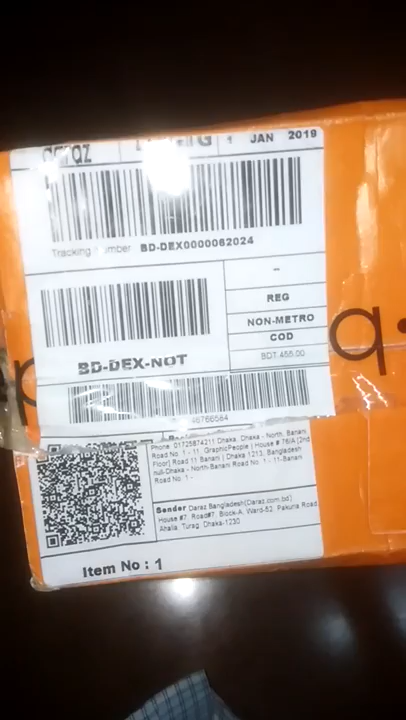 daraz
1 JAN 2019
Tracking Number BD-DEX0000062024
--
REG
NON-METRO
BD-DEX-NOT
COD
BDT 455.00
q
Phone: 01725874211 Dhaka, Dhaka - North, Banani
Road No. 1 - 11, GraphicPeople | House # 76/A [2nd
Floor] Road 11 Banani | Dhaka 1213, Bangladesh
null-Dhaka - North-Banani Road No. 1 - 11-Banani
Road No. 1 -
Sender Daraz Bangladesh(Daraz.com.bd)
House #7, Road#7, Block-A, Ward-52, Pakuria Road
Ahalia, Turag, Dhaka-1230
Item No : 1